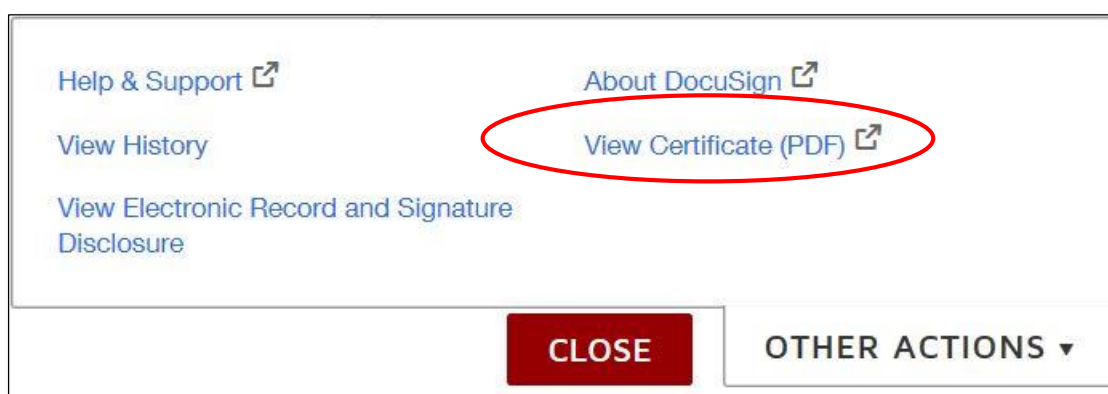 Help & Support
About DocuSign
View History
View Certificate (PDF)
View Electronic Record and Signature
Disclosure
CLOSE
OTHER ACTIONS ▾